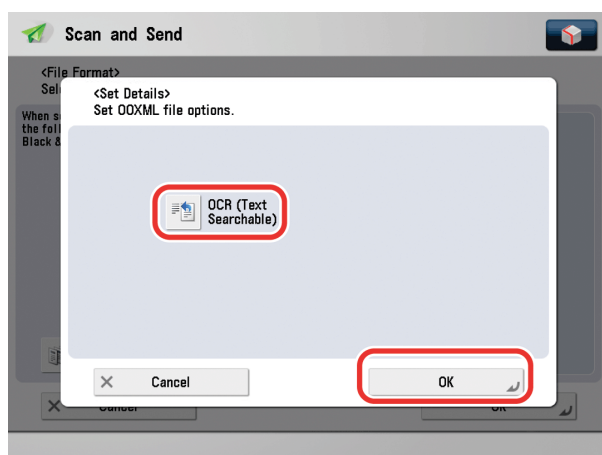 Scan and Send
<File Format>
Sel
<Set Details>
Set OOXML file options.
When s
the foll
Black &
OCR (Text
Searchable)
Cancel
OK
Cancel
OK